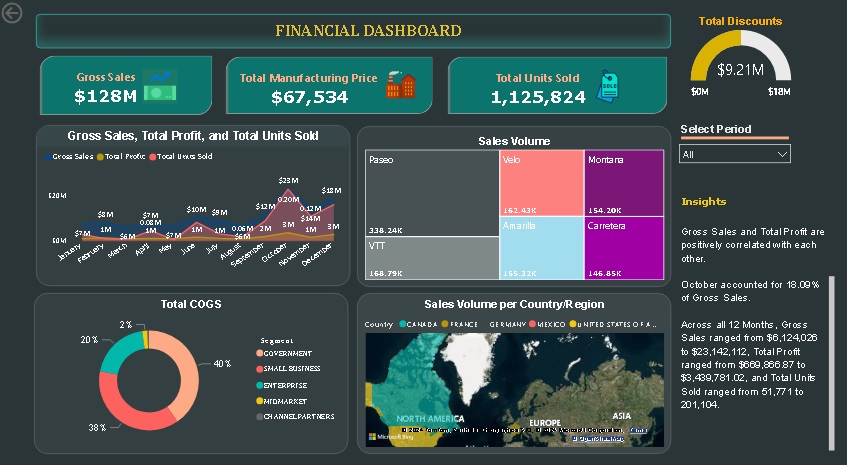 FINANCIAL DASHBOARD
Gross Sales
$128M
Total Manufacturing Price
$67,534
Total Units Sold
1,125,824
SOLD
Total Discounts
$9.21M
$0M
$18M
Select Period
All
Gross Sales, Total Profit, and Total Units Sold
Gross Sales
Total Profit
Total Units Sold
$20M
$0M
$7M
$8M
1M
$6M
$7M
0.08M
1M
$7M
$10M
1M
$9M
1M
0.06M
$6M
$12M
2M
$23M
0.20M
3M
0.12M
$14M
1M
$18M
3M
January
February
March
April
May
June
July
August
September
October
November
December
Sales Volume
Paseo
338.24K
VTT
168.79K
Velo
162.43K
Amarilla
155.32K
Montana
154.20K
Carretera
146.85K
Insights
Gross Sales and Total Profit are
positively correlated with each
other.
October accounted for 18.09%
of Gross Sales.
Across all 12 Months, Gross
Sales ranged from $6,124,026
to $23,142,112, Total Profit
ranged from $669,866.87 to
$3,439,781.02, and Total Units
Sold ranged from 51,771 to
201,104.
Total COGS
2%
20%
40%
38%
Segment
GOVERNMENT
SMALL BUSINESS
ENTERPRISE
MIDMARKET
CHANNEL PARTNERS
Sales Volume per Country/Region
Country
CANADA
FRANCE
GERMANY
MEXICO
UNITED STATES OF A...
NORTH AMERICA
EUROPE
ASIA
Microsoft Bing